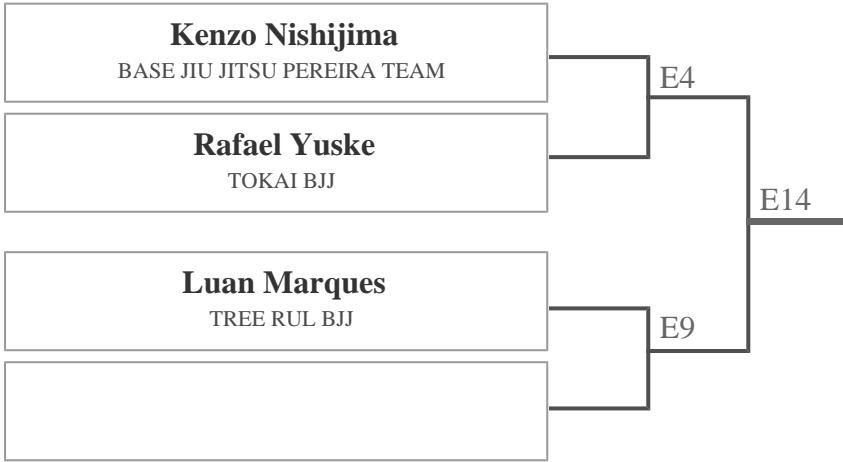 Kenzo Nishijima
BASE JIU JITSU PEREIRA TEAM
E4
Rafael Yuske
TOKAI BJJ
E14
Luan Marques
TREE RUL BJJ
E9